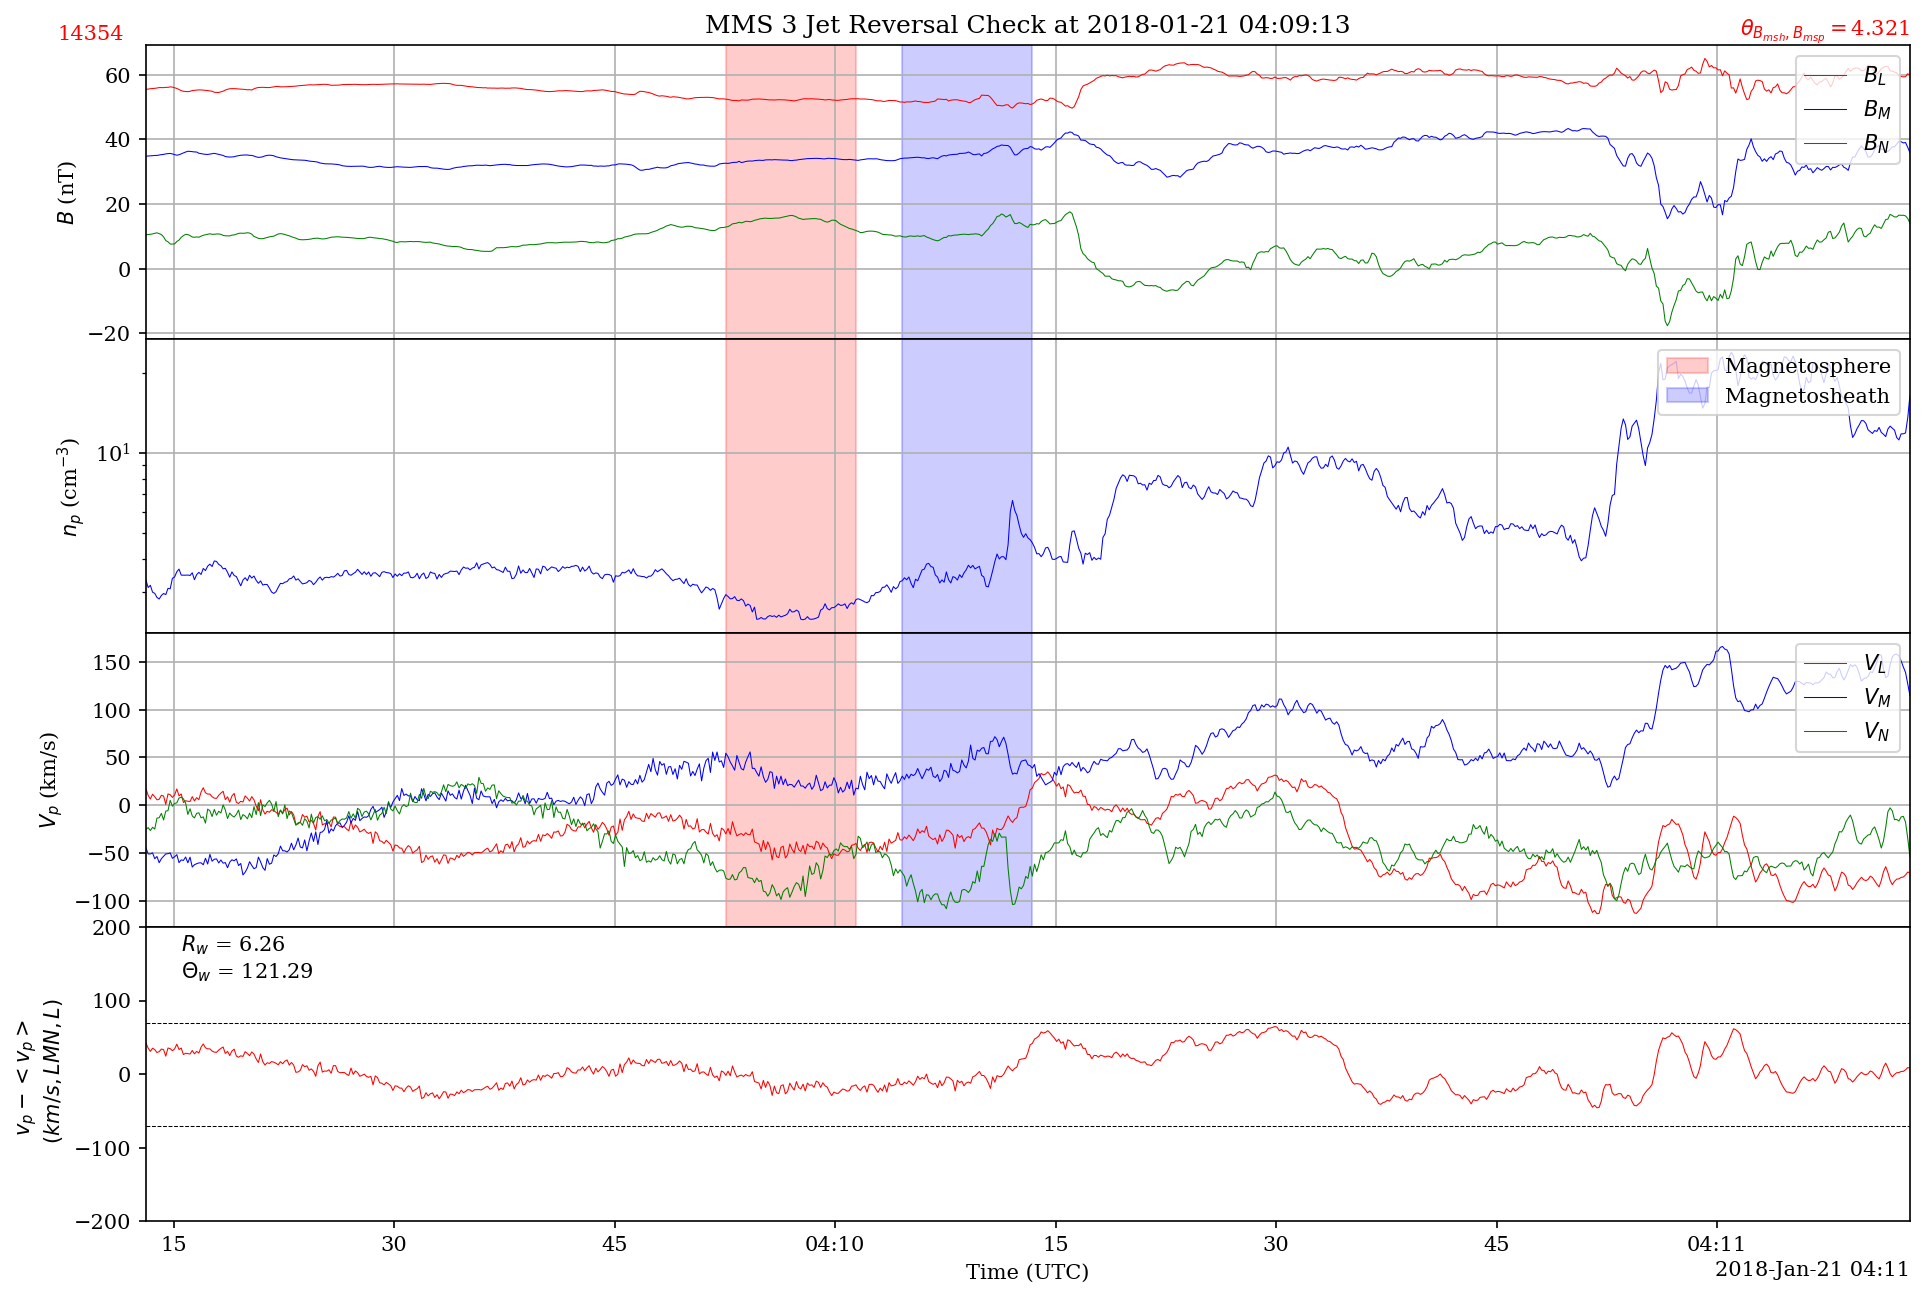 MMS 3 Jet Reversal Check at 2018-01-21 04:09:13
14354
θ_{B_{msh}, B_{msp}} = 4.321
60
40
20
0
−20
B (nT)
B_L
B_M
B_N
10^1
n_p (cm^{−3})
Magnetosphere
Magnetosheath
150
100
50
0
−50
−100
V_p (km/s)
V_L
V_M
V_N
200
100
0
−100
−200
v_p − < v_p >
(km/s, LMN, L)
R_w = 6.26
Θ_w = 121.29
15 30 45 04:10 15 30 45 04:11
Time (UTC)
2018-Jan-21 04:11